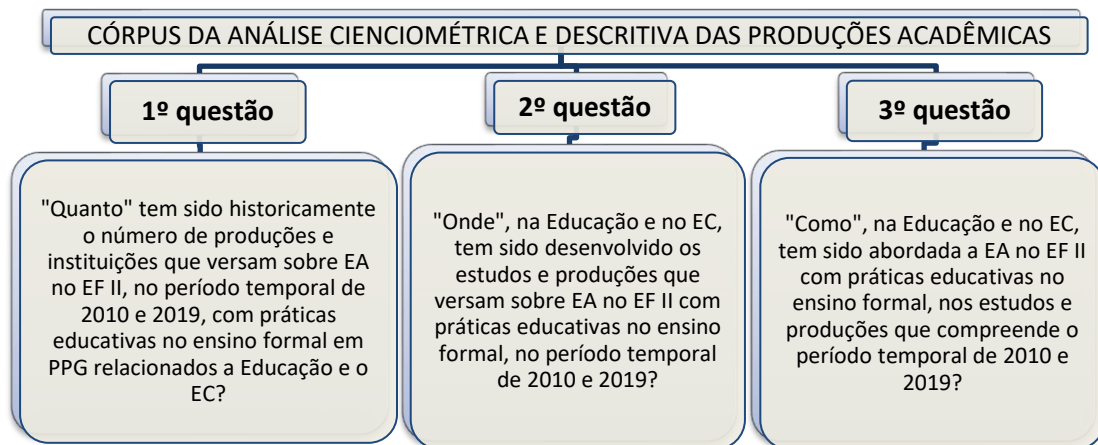 CÓRPUS DA ANÁLISE CIENCIOMÉTRICA E DESCRITIVA DAS PRODUÇÕES ACADÊMICAS
1º questão
"Quanto" tem sido historicamente
o número de produções e
instituições que versam sobre EA
no EF II, no período temporal de
2010 e 2019, com práticas
educativas no ensino formal em
PPG relacionados a Educação e o
EC?
2º questão
"Onde", na Educação e no EC,
tem sido desenvolvido os
estudos e produções que
versam sobre EA no EF II com
práticas educativas no ensino
formal, no período temporal
de 2010 e 2019?
3º questão
"Como", na Educação e no EC,
tem sido abordada a EA no EF II
com práticas educativas no
ensino formal, nos estudos e
produções que compreende o
período temporal de 2010 e
2019?